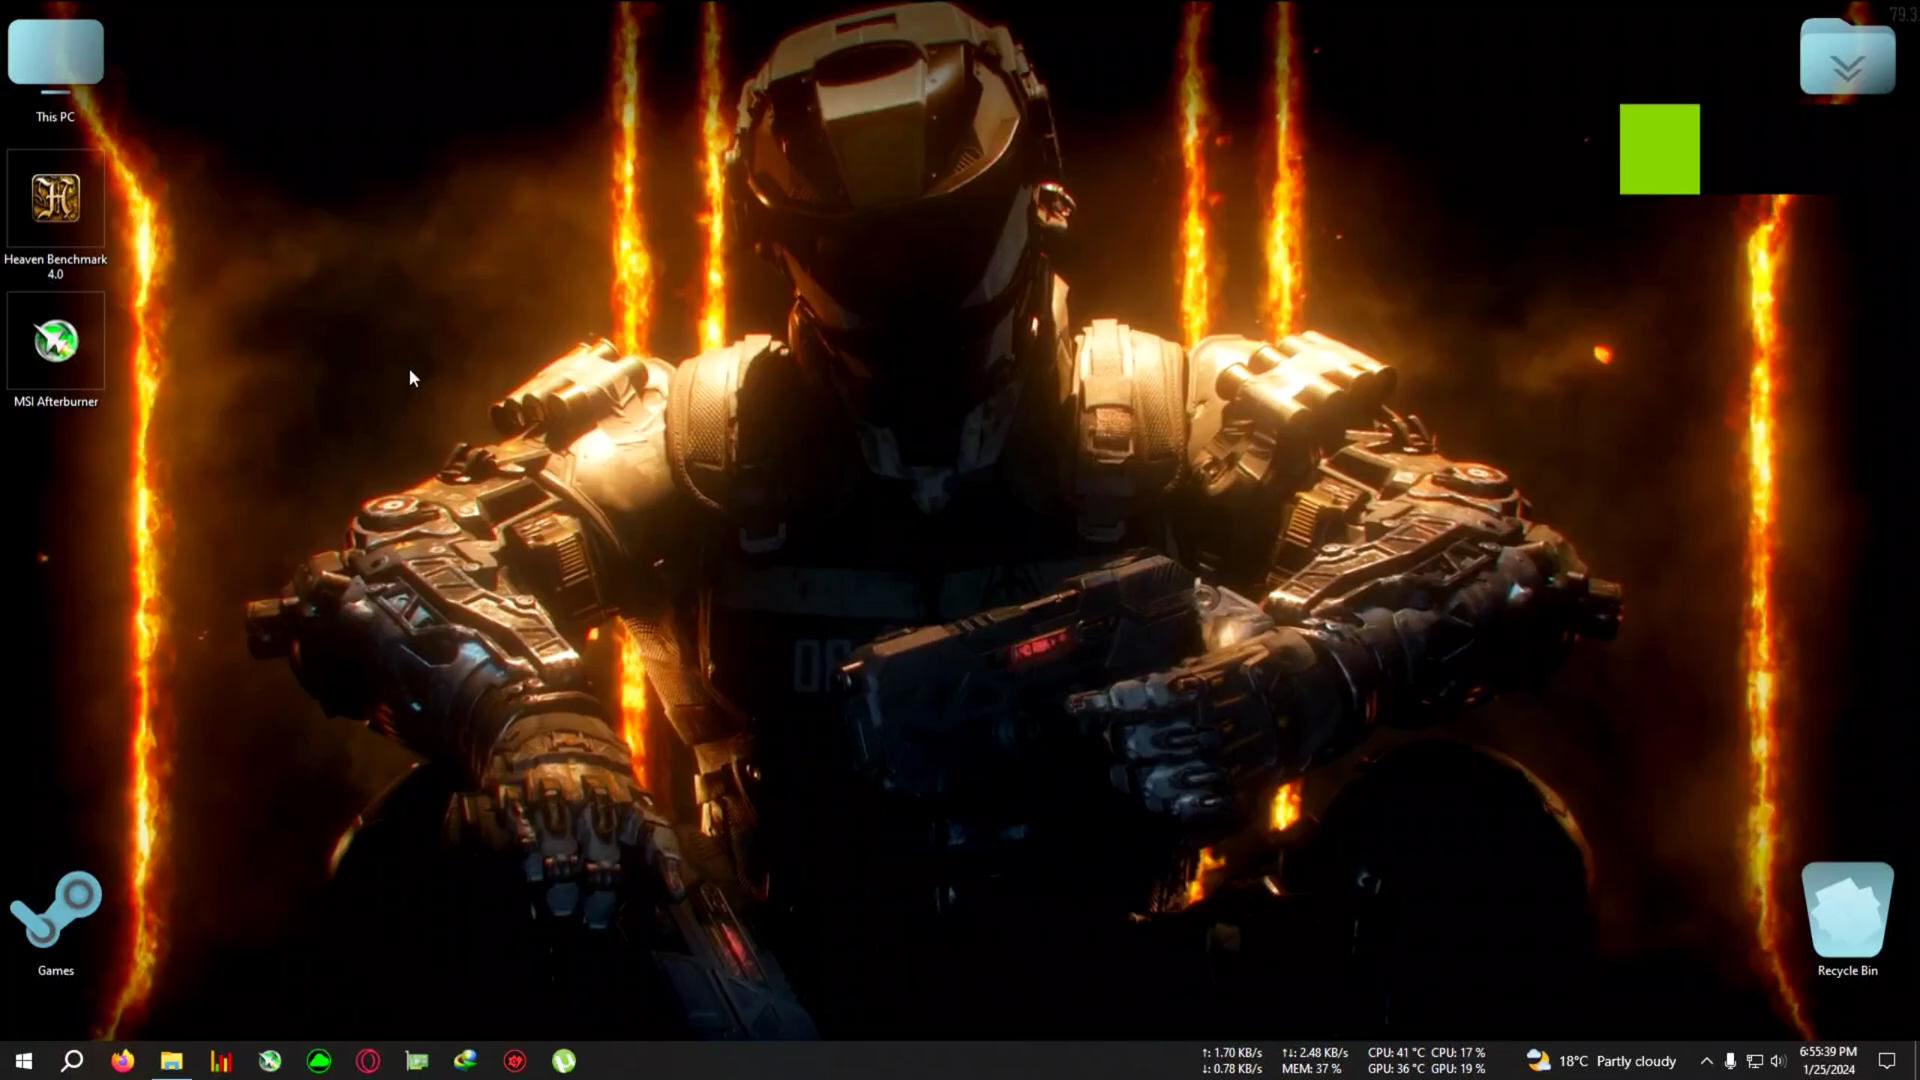 79.3
This PC
Heaven Benchmark
4.0
MSI Afterburner
Games
Recycle Bin
↑: 1.70 KB/s
↓: 0.78 KB/s
↑↓: 2.48 KB/s
MEM: 37 %
CPU: 41 °C CPU: 17 %
GPU: 36 °C GPU: 19 %
18°C Partly cloudy
6:55:39 PM
1/25/2024